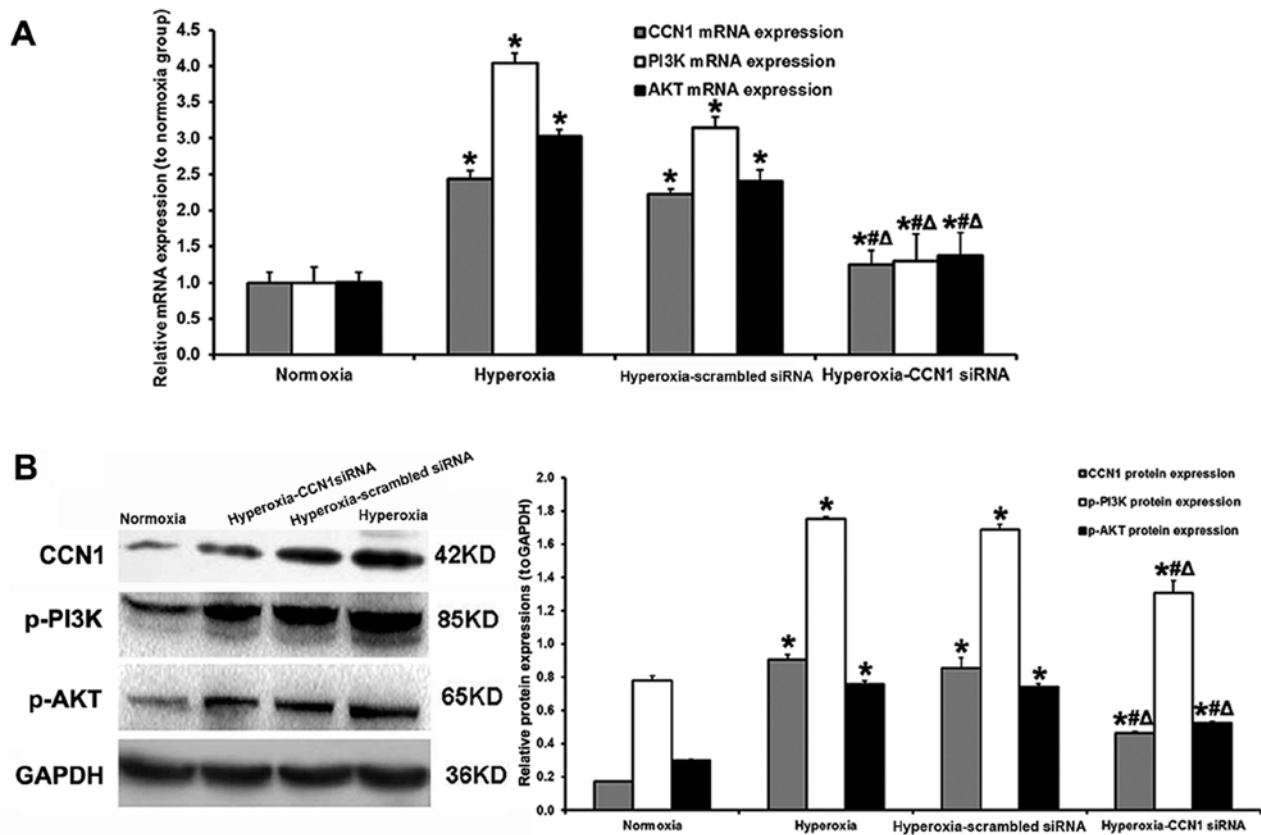 A
Relative mRNA expression (to normoxia group)
4.5
4.0
3.5
3.0
2.5
2.0
1.5
1.0
0.5
0.0
CCN1 mRNA expression
PI3K mRNA expression
AKT mRNA expression
* * *
* * *
*#Δ *#Δ *#Δ
Normoxia Hyperoxia Hyperoxia-scrambled siRNA Hyperoxia-CCN1 siRNA
B
Normoxia Hyperoxia-CCN1siRNA Hyperoxia-scrambled siRNA Hyperoxia
CCN1 42KD
p-PI3K 85KD
p-AKT 65KD
GAPDH 36KD
Relative protein expressions (toGAPDH)
2.0
1.8
1.6
1.4
1.2
1.0
0.8
0.6
0.4
0.2
0.0
CCN1 protein expression
p-PI3K protein expression
p-AKT protein expression
* * *
* * *
*#Δ *#Δ *#Δ
Normoxia Hyperoxia Hyperoxia-scrambled siRNA Hyperoxia-CCN1 siRNA